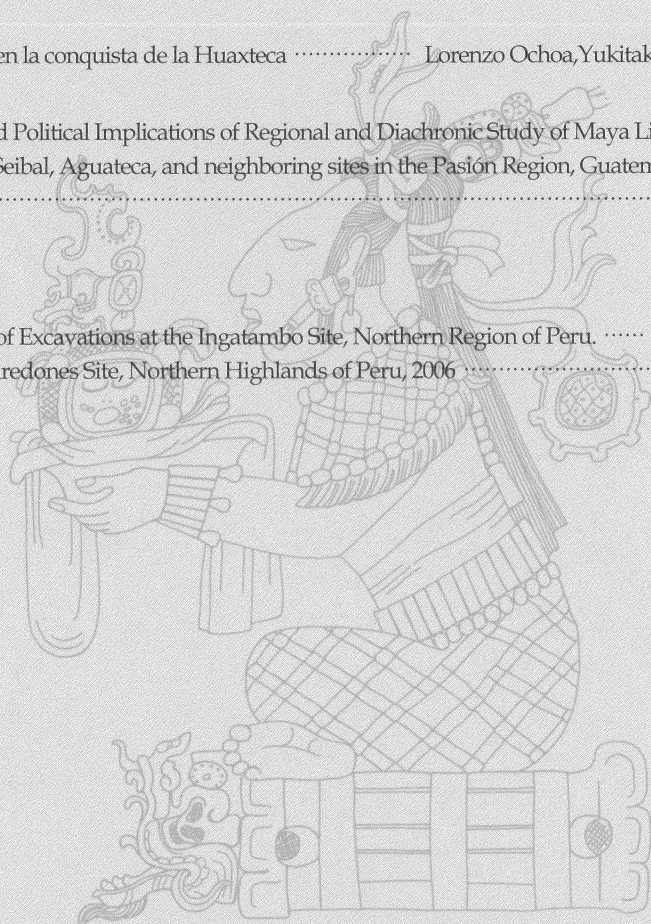 en la conquista de la Huaxteca ················· Lorenzo Ochoa,Yukitak
d Political Implications of Regional and Diachronic Study of Maya Li
Seibal, Aguateca, and neighboring sites in the Pasión Region, Guatem
of Excavations at the Ingatambo Site, Northern Region of Peru. ······
redones Site, Northern Highlands of Peru, 2006 ····························